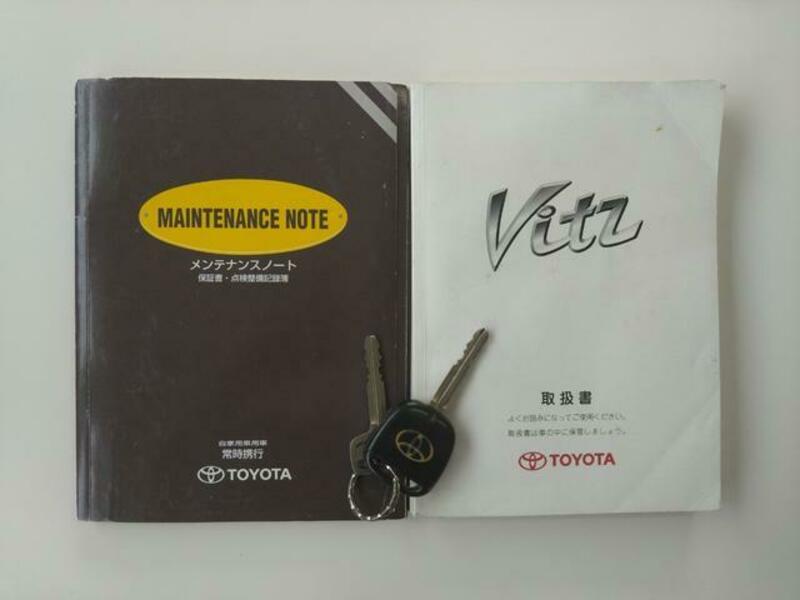 MAINTENANCE NOTE
メンテナンスノート
保証書・点検整備記録簿
自家用乗用車
常時携行
TOYOTA
Vitz
取扱書
よくお読みになってご使用ください。
取扱書は車の中に保管しましょう。
TOYOTA